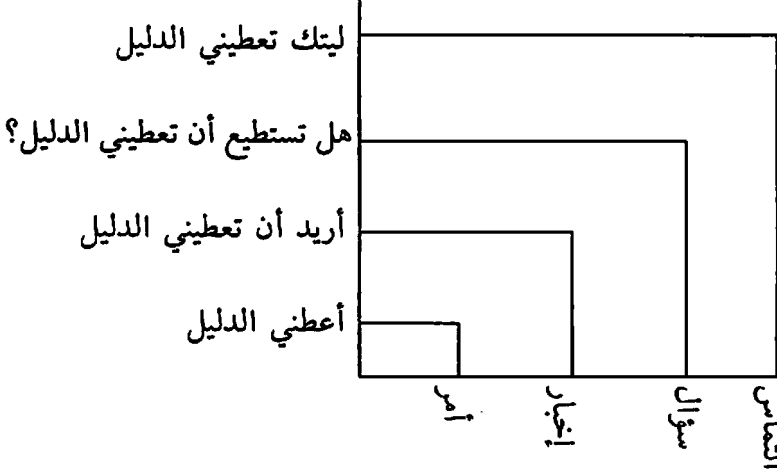 ليتك تعطيني الدليل
هل تستطيع أن تعطيني الدليل؟
أريد أن تعطيني الدليل
أعطني الدليل
أمر
إخبار
سؤال
التماس